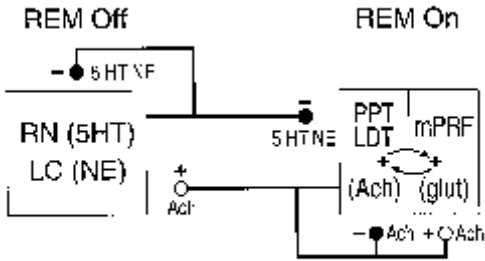 REM Off
REM On
− 5HT NE
−
5HT NE
RN (5HT)
LC (NE)
PPT
LDT
mPRF
+ +
(Ach) (glut)
+
Ach
− Ach + Ach